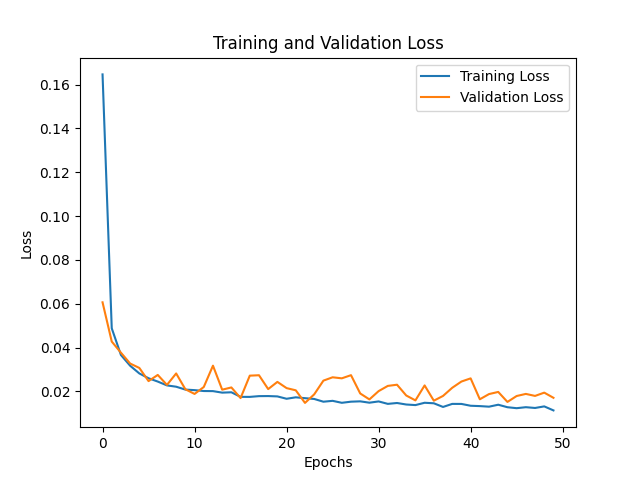 Training and Validation Loss
Training Loss
Validation Loss
0.16
0.14
0.12
0.10
0.08
0.06
0.04
0.02
Loss
0 10 20 30 40 50
Epochs